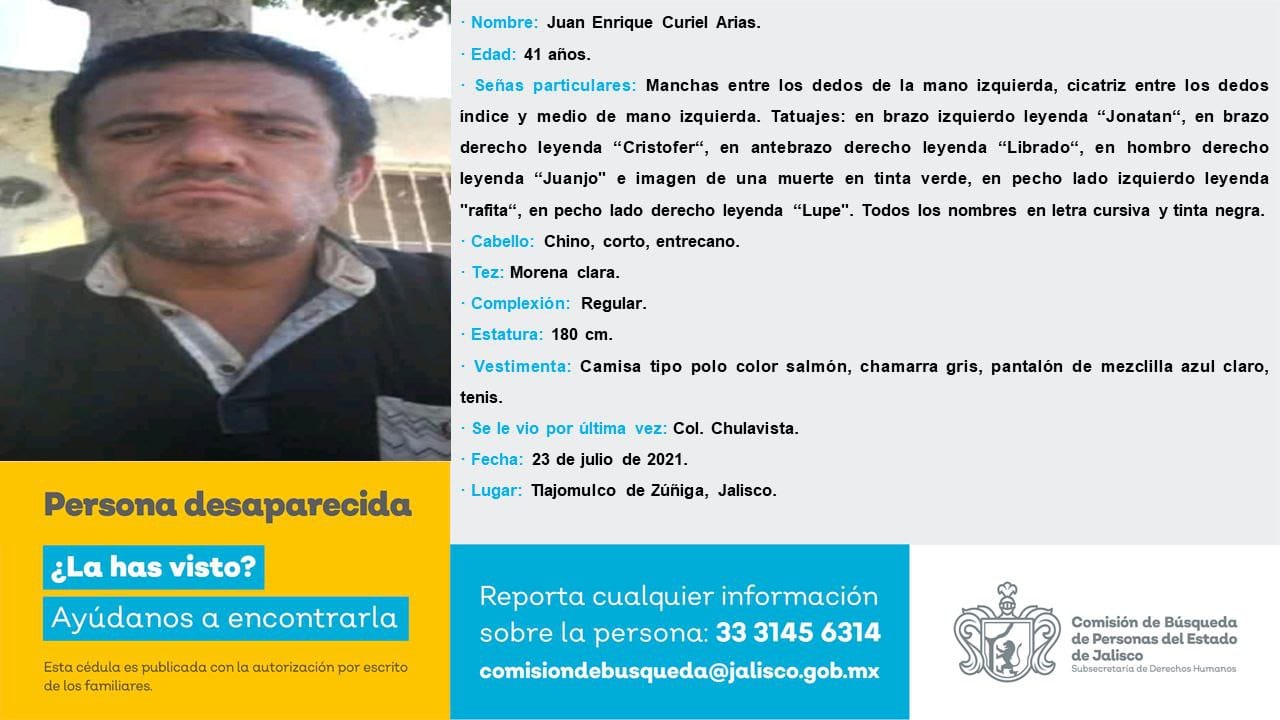 · Nombre: Juan Enrique Curiel Arias.
· Edad: 41 años.
· Señas particulares: Manchas entre los dedos de la mano izquierda, cicatriz entre los dedos
índice y medio de mano izquierda. Tatuajes: en brazo izquierdo leyenda “Jonatan“, en brazo
derecho leyenda “Cristofer“, en antebrazo derecho leyenda “Librado“, en hombro derecho
leyenda “Juanjo" e imagen de una muerte en tinta verde, en pecho lado izquierdo leyenda
"rafita“, en pecho lado derecho leyenda “Lupe". Todos los nombres en letra cursiva y tinta negra.
· Cabello: Chino, corto, entrecano.
· Tez: Morena clara.
· Complexión: Regular.
· Estatura: 180 cm.
· Vestimenta: Camisa tipo polo color salmón, chamarra gris, pantalón de mezclilla azul claro,
tenis.
· Se le vio por última vez: Col. Chulavista.
· Fecha: 23 de julio de 2021.
· Lugar: Tlajomulco de Zúñiga, Jalisco.
Persona desaparecida
¿La has visto?
Ayúdanos a encontrarla
Esta cédula es publicada con la autorización por escrito
de los familiares.
Reporta cualquier información
sobre la persona: 33 3145 6314
comisiondebusqueda@jalisco.gob.mx
Comisión de Búsqueda
de Personas del Estado
de Jalisco
Subsecretaría de Derechos Humanos